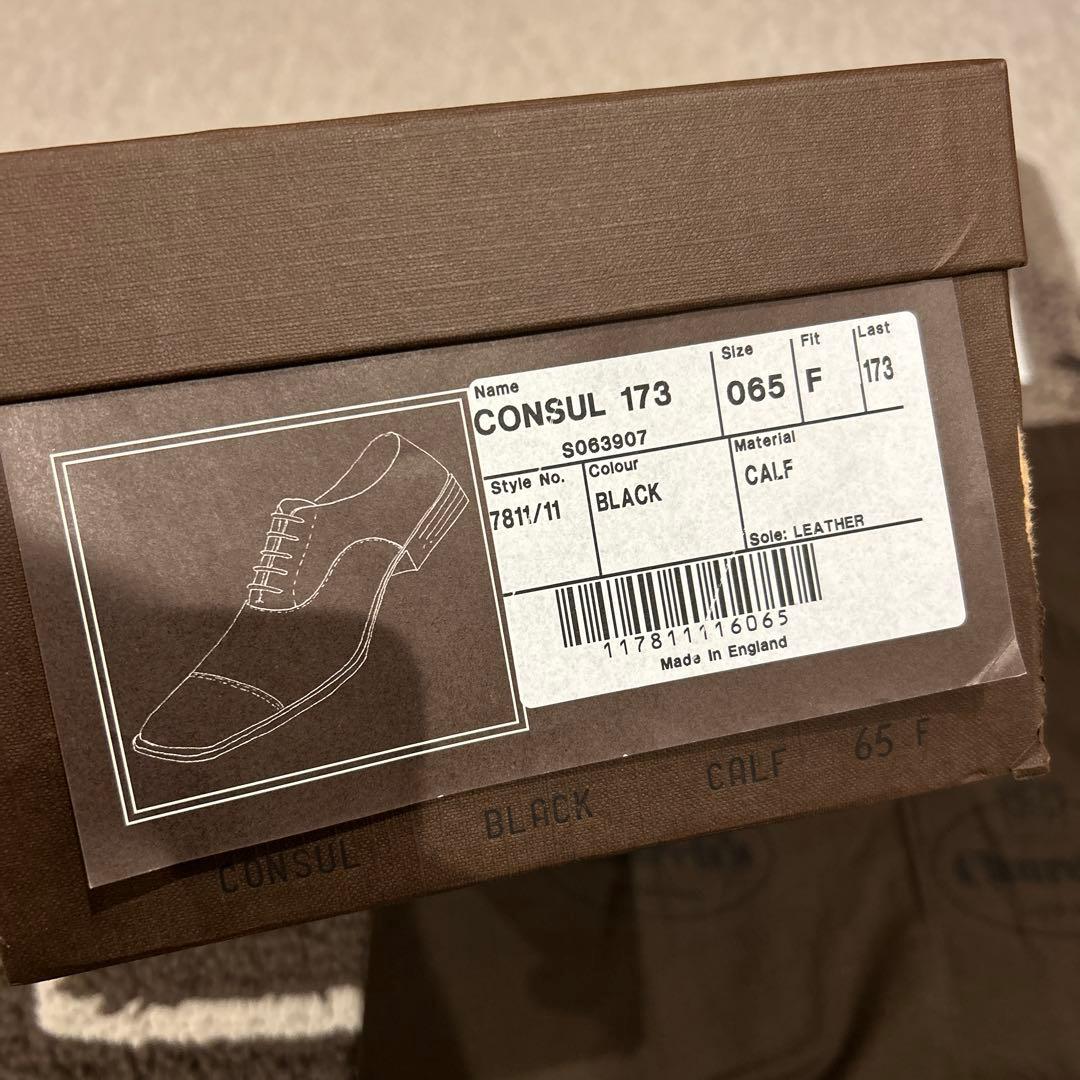 Name
CONSUL 173
Size
065
Fit
F
Last
173
S063907
Style No.
7811/11
Colour
BLACK
Material
CALF
Sole: LEATHER
117811116065
Made In England
CONSUL BLACK CALF 65 F